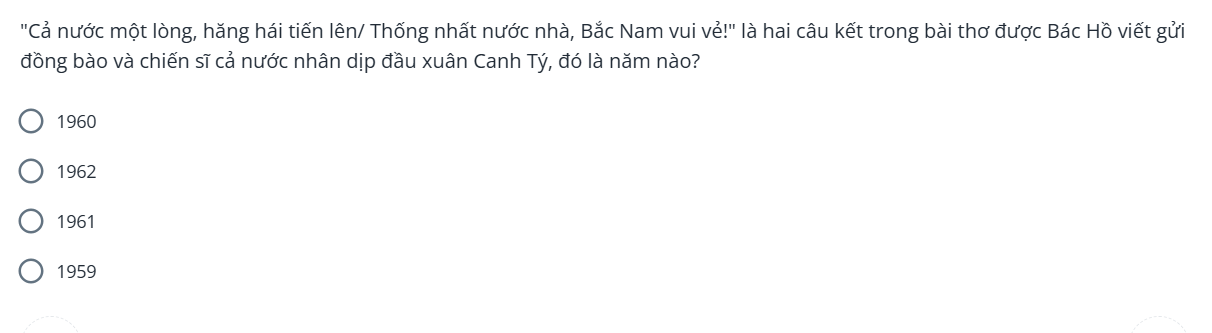 "Cả nước một lòng, hăng hái tiến lên/ Thống nhất nước nhà, Bắc Nam vui vẻ!" là hai câu kết trong bài thơ được Bác Hồ viết gửi
đồng bào và chiến sĩ cả nước nhân dịp đầu xuân Canh Tý, đó là năm nào?
1960
1962
1961
1959